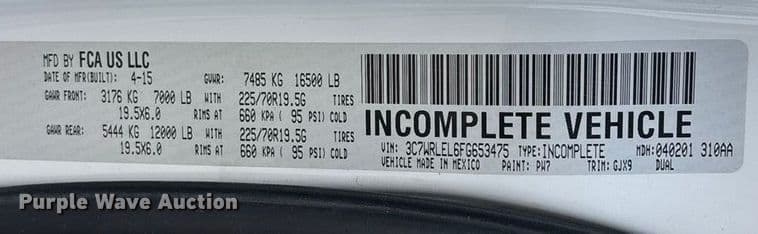 MFD BY FCA US LLC
DATE OF MFR(BUILT): 4-15 GVWR: 7485 KG 16500 LB
GAWR FRONT: 3176 KG 7000 LB WITH 225/70R19.5G TIRES
19.5X6.0 RIMS AT 660 KPA ( 95 PSI) COLD
GAWR REAR: 5444 KG 12000 LB WITH 225/70R19.5G TIRES
19.5X6.0 RIMS AT 660 KPA ( 95 PSI) COLD
INCOMPLETE VEHICLE
VIN: 3C7WRLEL6FG653475 TYPE:INCOMPLETE MDH:040201 310AA
VEHICLE MADE IN MEXICO PAINT: PW7 TRIM: GJX9 DUAL
Purple Wave Auction